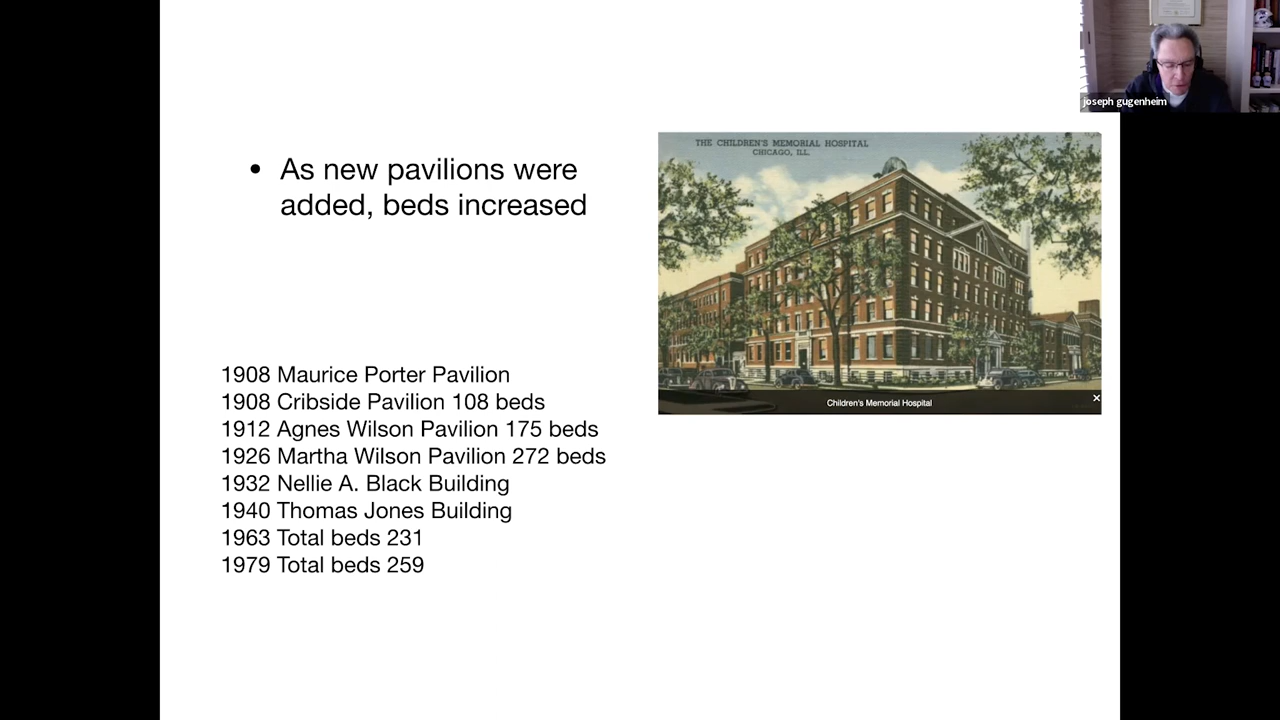 joseph gugenheim
• As new pavilions were
added, beds increased
THE CHILDREN'S MEMORIAL HOSPITAL
CHICAGO, ILL.
Children's Memorial Hospital
1908 Maurice Porter Pavilion
1908 Cribside Pavilion 108 beds
1912 Agnes Wilson Pavilion 175 beds
1926 Martha Wilson Pavilion 272 beds
1932 Nellie A. Black Building
1940 Thomas Jones Building
1963 Total beds 231
1979 Total beds 259